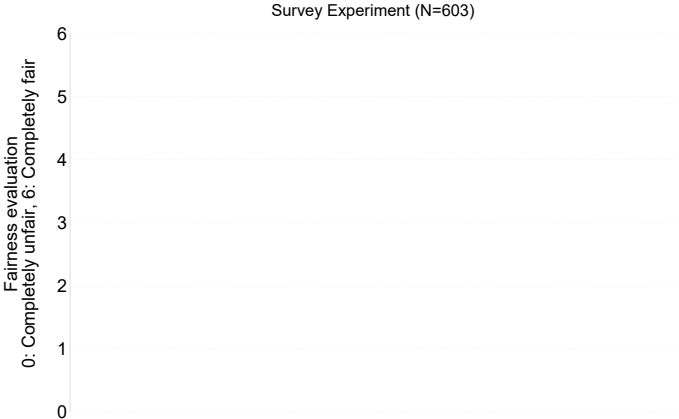 Survey Experiment (N=603)
Fairness evaluation
0: Completely unfair, 6: Completely fair
6
5
4
3
2
1
0